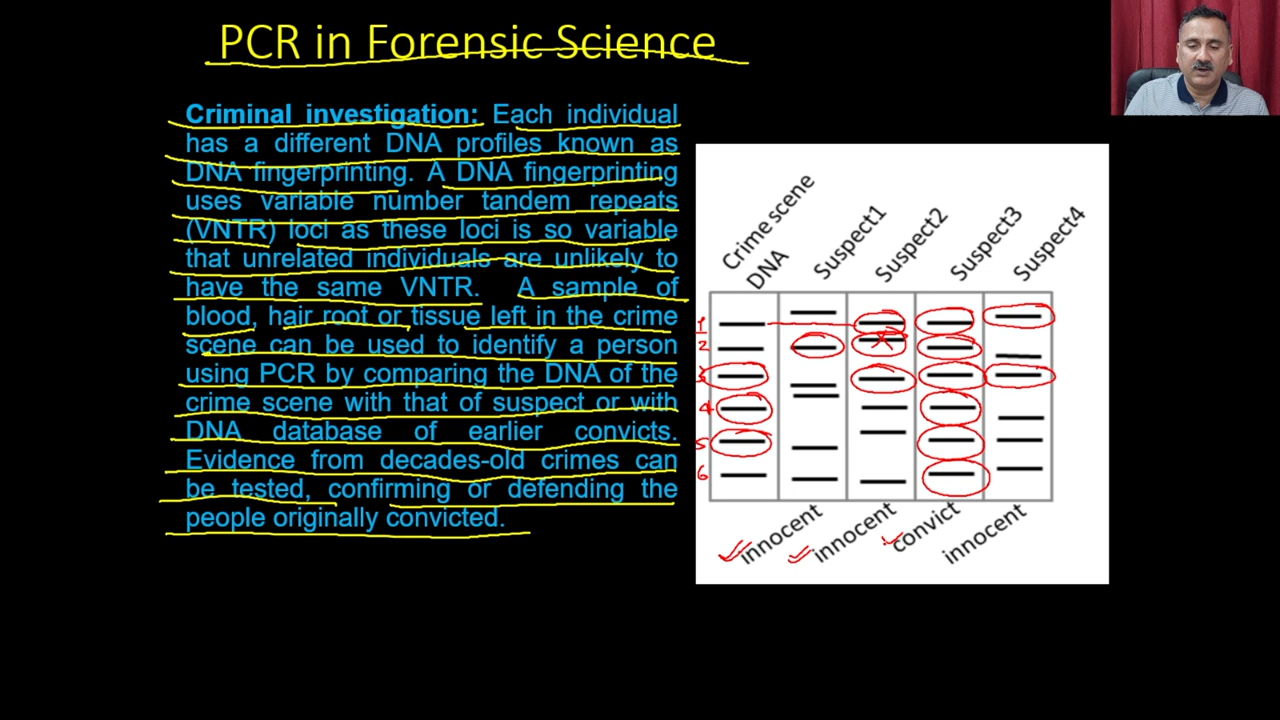 PCR in Forensic Science
Criminal investigation: Each individual
has a different DNA profiles known as
DNA fingerprinting. A DNA fingerprinting
uses variable number tandem repeats
(VNTR) loci as these loci is so variable
that unrelated individuals are unlikely to
have the same VNTR. A sample of
blood, hair root or tissue left in the crime
scene can be used to identify a person
using PCR by comparing the DNA of the
crime scene with that of suspect or with
DNA database of earlier convicts.
Evidence from decades-old crimes can
be tested, confirming or defending the
people originally convicted.
Crime scene
DNA
Suspect1
Suspect2
Suspect3
Suspect4
1
2
3
4
5
6
innocent
innocent
convict
innocent